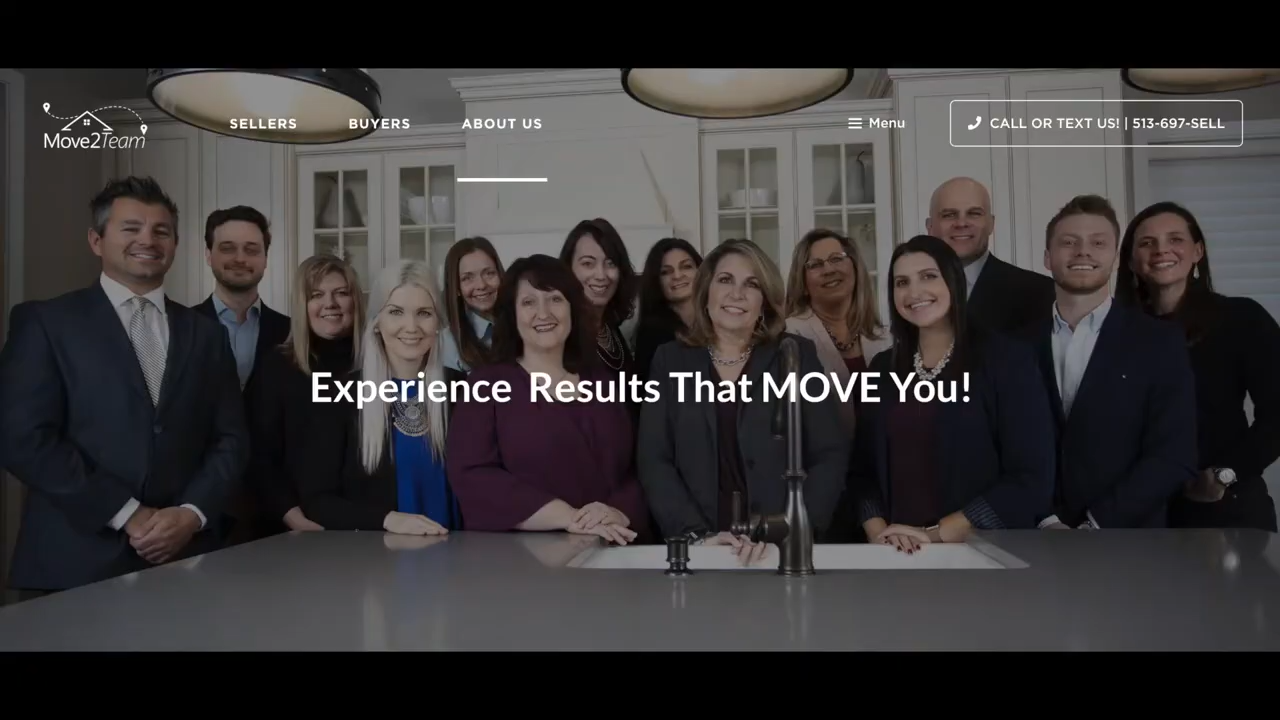 Move2Team
SELLERS
BUYERS
ABOUT US
Menu
CALL OR TEXT US! | 513-697-SELL
Experience Results That MOVE You!